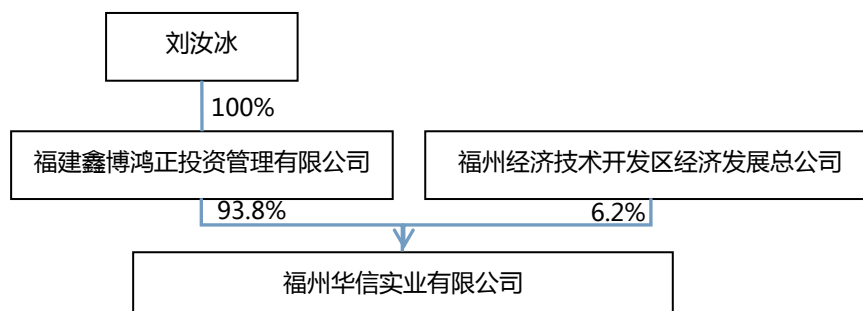 刘汝冰
100%
福建鑫博鸿正投资管理有限公司
福州经济技术开发区经济发展总公司
93.8%
6.2%
福州华信实业有限公司